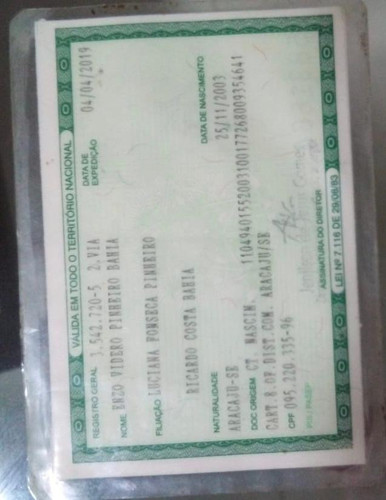 VÁLIDA EM TODO O TERRITÓRIO NACIONAL
REGISTRO GERAL 3.542.720-5 2.VIA DATA DE EXPEDIÇÃO 04/04/2019
NOME ENZO VIDERO PINHEIRO BAHIA
FILIAÇÃO LUCIANA FONSECA PINHEIRO
RICARDO COSTA BAHIA
NATURALIDADE DATA DE NASCIMENTO
ARACAJU-SE 25/11/2003
DOC ORIGEM CT. NASCIM. 11049401552003100177268009354641
CART.8.OF.DIST.COM. ARACAJU/SE
CPF 095.220.335-96
ASSINATURA DO DIRETOR
LEI Nº 7.116 DE 29/08/83